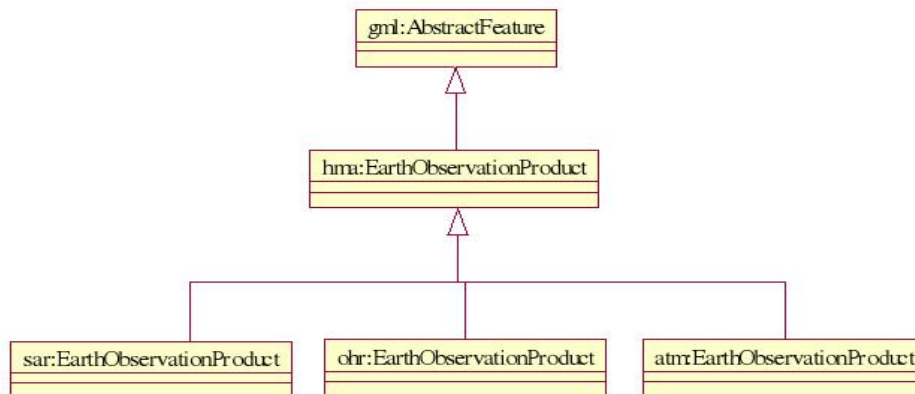 gml:AbstractFeature
hma:EarthObservationProduct
sar:EarthObservationProduct
ohr:EarthObservationProduct
atm:EarthObservationProduct